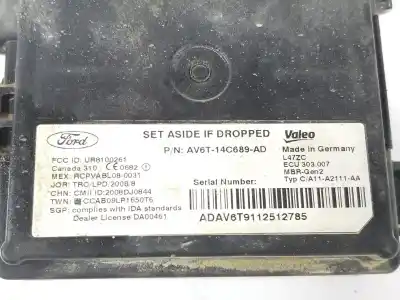 Ford
SET ASIDE IF DROPPED
Valeo
P/N: AV6T-14C689-AD
Made in Germany
L47ZC
ECU 303.007
MBR-Gen2
Typ C/A11-A2111-AA
FCC ID: UR8100261
Canada 310 CE 0682 !
MEX: RCPVABL08-0031
JOR: TRC/LPD.2008.8
CHN: CMII ID:2008DJ0844
TWN: CCAB08LP1650T6
SGP: complies with IDA standards
Dealer License DA00461
Serial Number:
ADAV6T9112512785